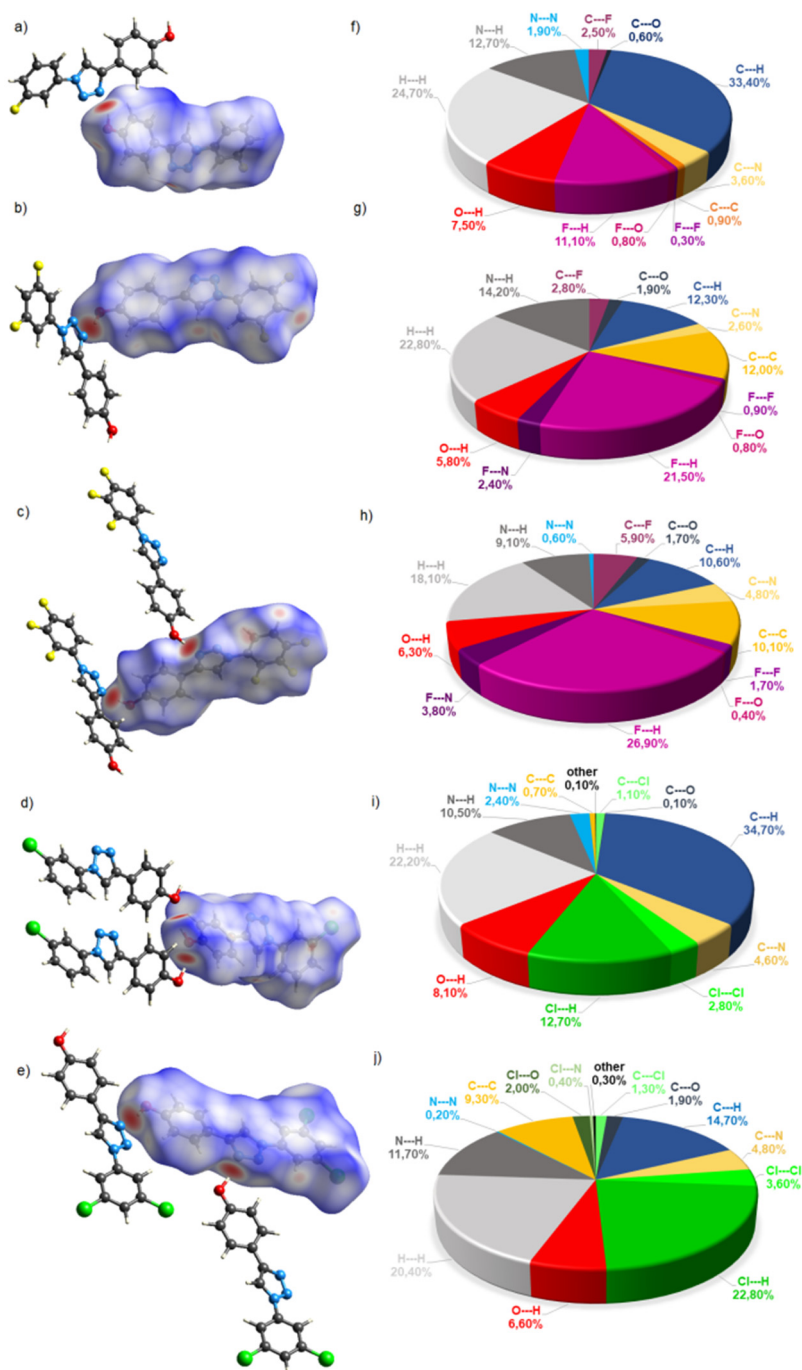 a)
b)
c)
d)
e)
f)
N---H
12,70%
N---N
1,90%
C---F
2,50%
C---O
0,60%
C---H
33,40%
C---N
3,60%
C---C
0,90%
F---F
0,30%
F---O
0,80%
F---H
11,10%
O---H
7,50%
H---H
24,70%
g)
N---H
14,20%
C---F
2,80%
C---O
1,90%
C---H
12,30%
C---N
2,60%
C---C
12,00%
F---F
0,90%
F---O
0,80%
F---H
21,50%
F---N
2,40%
O---H
5,80%
H---H
22,80%
h)
N---H
9,10%
N---N
0,60%
C---F
5,90%
C---O
1,70%
C---H
10,60%
C---N
4,80%
C---C
10,10%
F---F
1,70%
F---O
0,40%
F---H
26,90%
F---N
3,80%
O---H
6,30%
H---H
18,10%
i)
N---H
10,50%
N---N
2,40%
C---C
0,70%
other
0,10%
C---Cl
1,10%
C---O
0,10%
C---H
34,70%
C---N
4,60%
Cl---Cl
2,80%
Cl---H
12,70%
O---H
8,10%
H---H
22,20%
j)
N---H
11,70%
N---N
0,20%
C---C
9,30%
Cl---O
2,00%
Cl---N
0,40%
other
0,30%
C---Cl
1,30%
C---O
1,90%
C---H
14,70%
C---N
4,80%
Cl---Cl
3,60%
Cl---H
22,80%
O---H
6,60%
H---H
20,40%